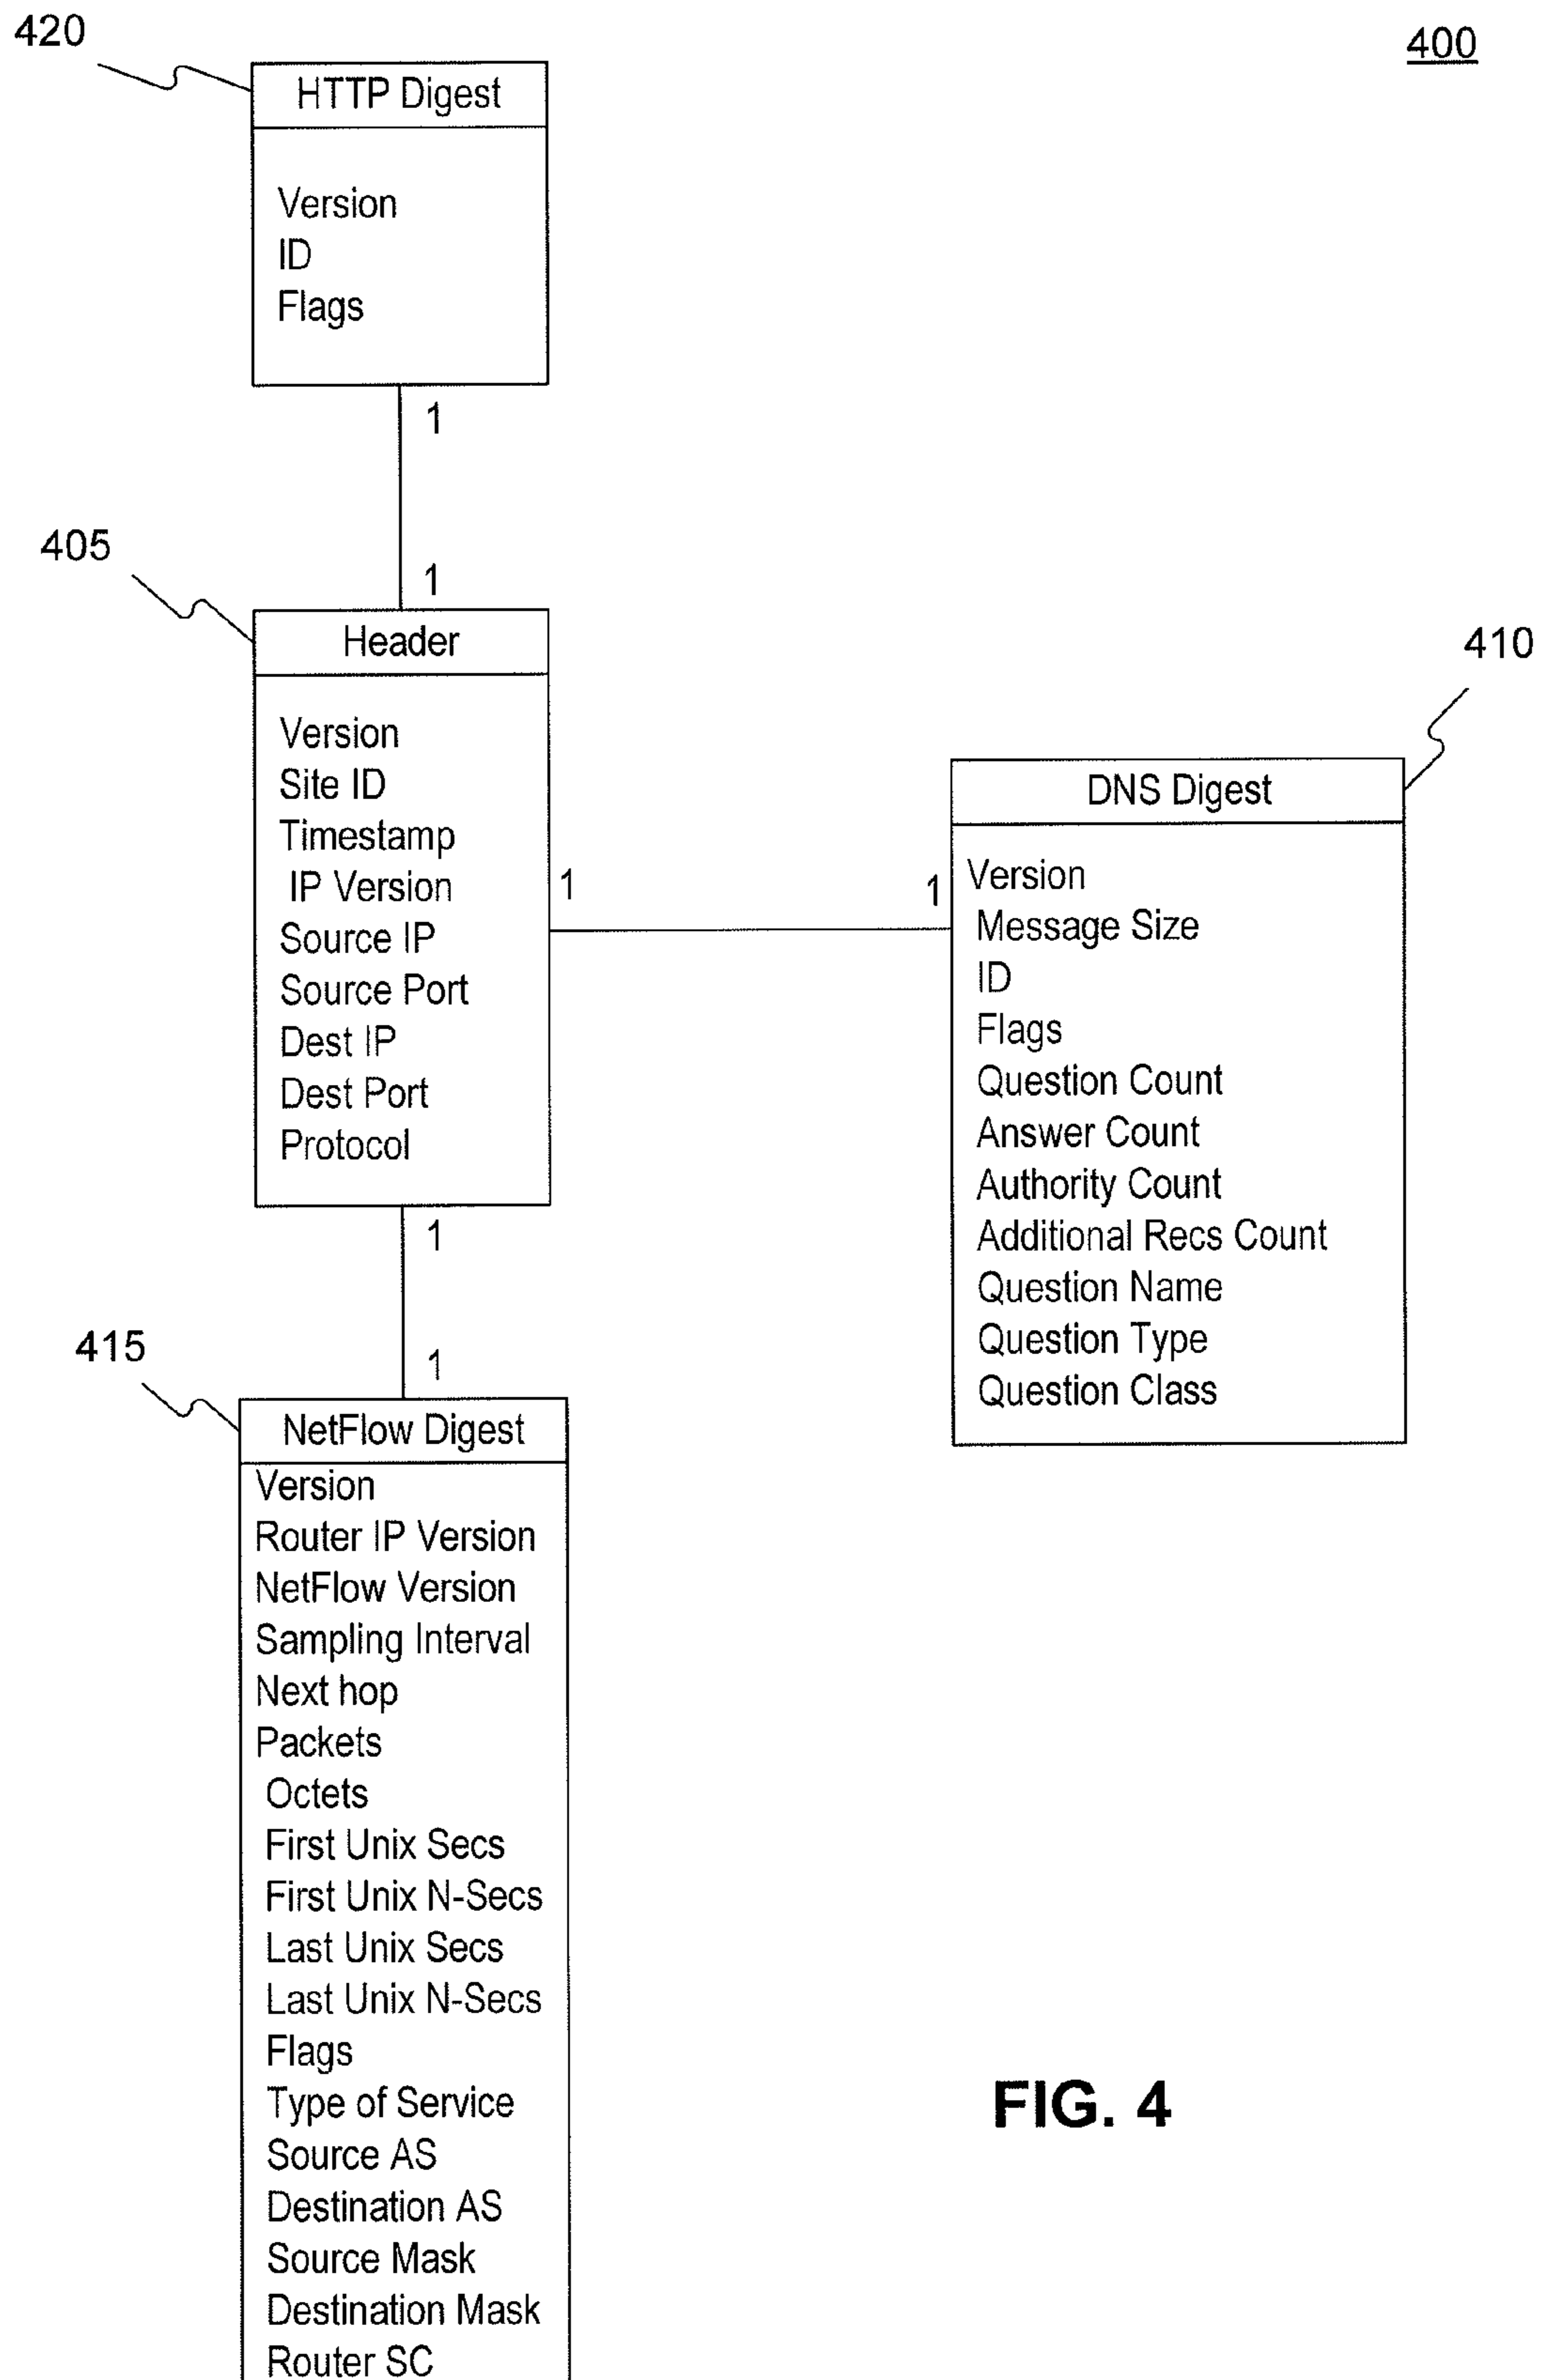 420
400
HTTP Digest
Version
ID
Flags
1
1
405
Header
Version
Site ID
Timestamp
IP Version
Source IP
Source Port
Dest IP
Dest Port
Protocol
1
1
410
DNS Digest
Version
Message Size
ID
Flags
Question Count
Answer Count
Authority Count
Additional Recs Count
Question Name
Question Type
Question Class
1
1
415
NetFlow Digest
Version
Router IP Version
NetFlow Version
Sampling Interval
Next hop
Packets
Octets
First Unix Secs
First Unix N-Secs
Last Unix Secs
Last Unix N-Secs
Flags
Type of Service
Source AS
Destination AS
Source Mask
Destination Mask
Router SC
FIG. 4